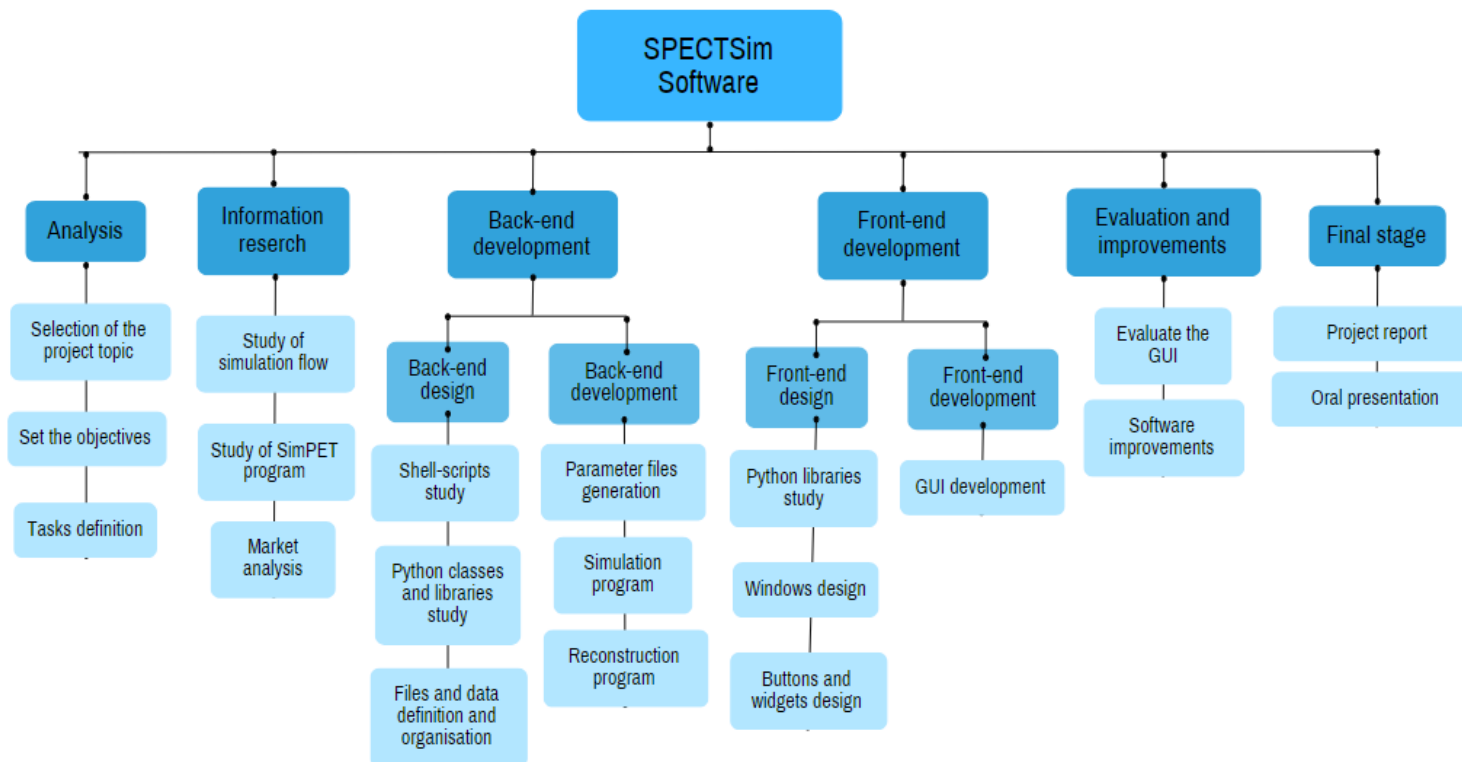 SPECTSim
Software
Analysis
Information
reserch
Back-end
development
Front-end
development
Evaluation and
improvements
Final stage
Selection of the
project topic
Set the objectives
Tasks definition
Study of
simulation flow
Study of SimPET
program
Market
analysis
Back-end
design
Shell-scripts
study
Python classes
and libraries
study
Files and data
definition and
organisation
Back-end
development
Parameter files
generation
Simulation
program
Reconstruction
program
Front-end
design
Python libraries
study
Windows design
Buttons and
widgets design
Front-end
development
GUI development
Evaluate the
GUI
Software
improvements
Project report
Oral presentation